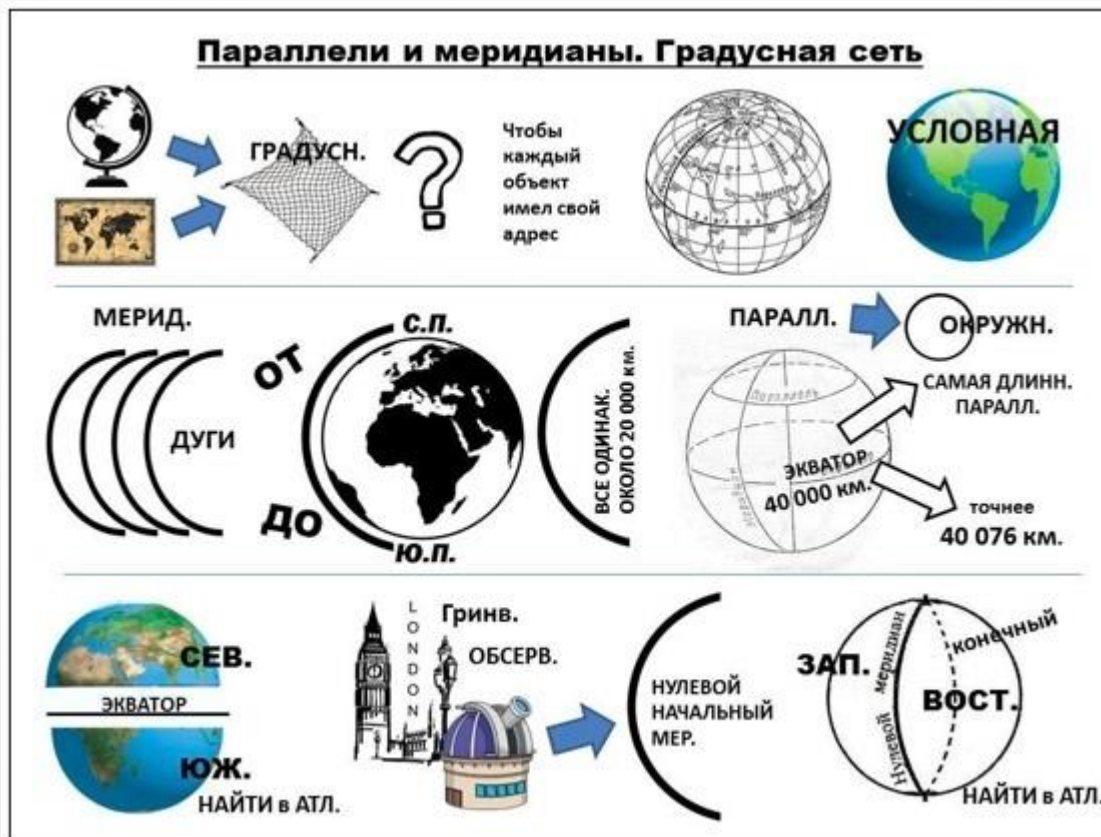 Параллели и меридианы. Градусная сеть
ГРАДУСН.
?
Чтобы
каждый
объект
имел свой
адрес
УСЛОВНАЯ
МЕРИД.
ДУГИ
ОТ
ДО
С.П.
Ю.П.
ВСЕ ОДИНАК.
ОКОЛО 20 000 КМ.
ПАРАЛЛ.
ОКРУЖН.
Параллель
меридиан
САМАЯ ДЛИНН.
ПАРАЛЛ.
ЭКВАТОР
40 000 КМ.
точнее
40 076 КМ.
СЕВ.
ЭКВАТОР
ЮЖ.
НАЙТИ в АТЛ.
LONDON
Гринв.
ОБСЕРВ.
НУЛЕВОЙ
НАЧАЛЬНЫЙ
МЕР.
ЗАП.
Нулевой меридиан
конечный
ВОСТ.
НАЙТИ в АТЛ.